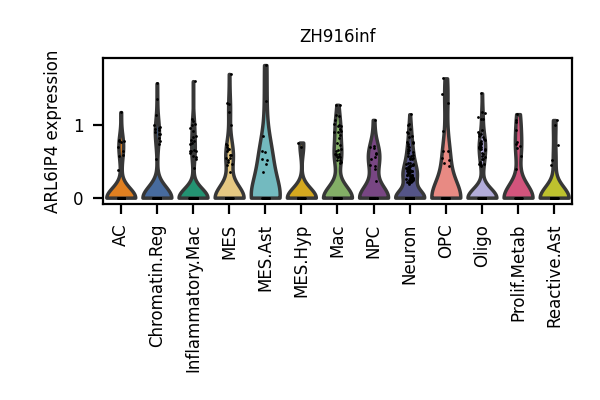 ZH916inf
ARL6IP4 expression
1
0
AC
Chromatin.Reg
Inflammatory.Mac
MES
MES.Ast
MES.Hyp
Mac
NPC
Neuron
OPC
Oligo
Prolif.Metab
Reactive.Ast